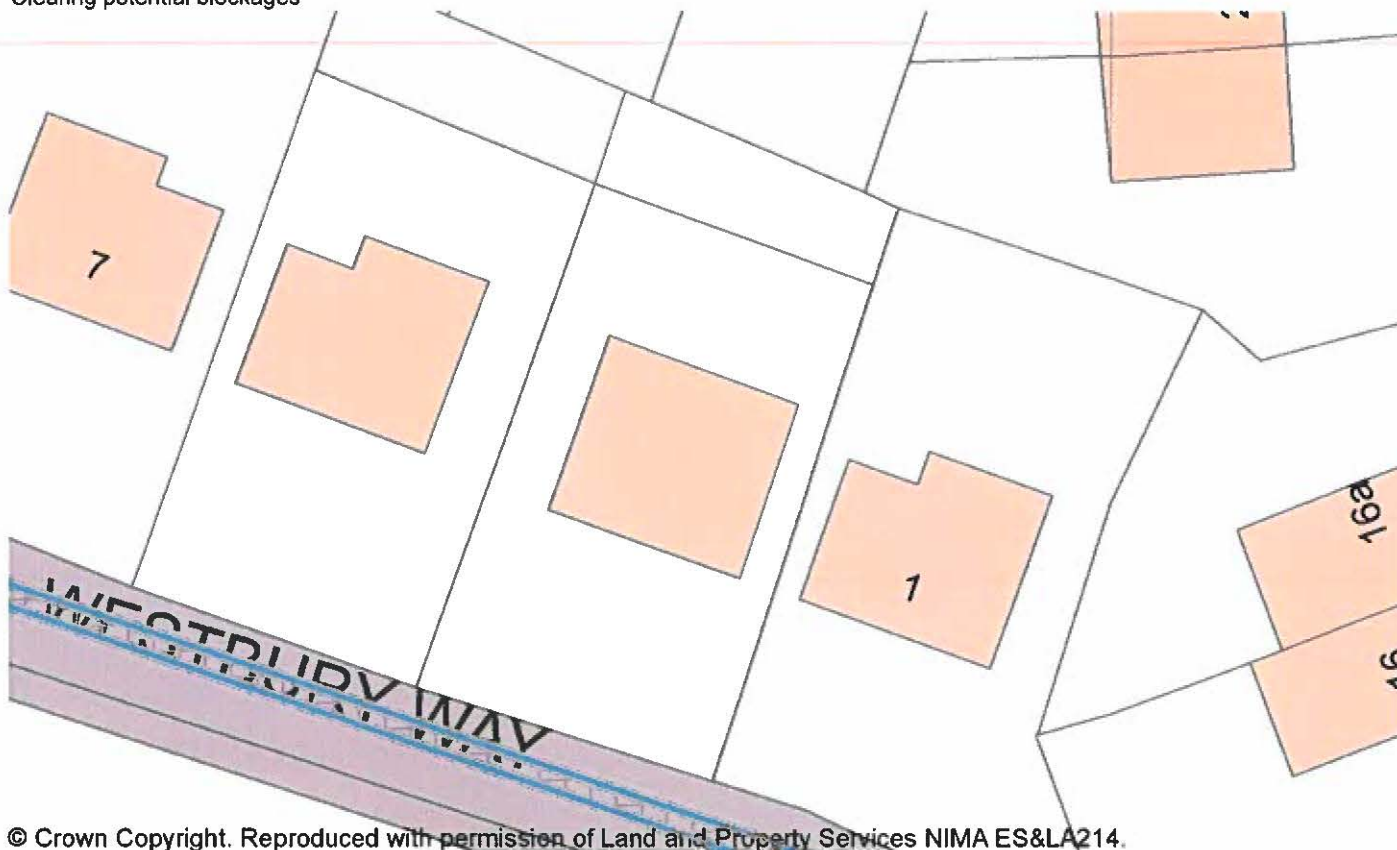 Clearing potential blockages
7
1
16a
16
WESTBURY WAY
© Crown Copyright. Reproduced with permission of Land and Property Services NIMA ES&LA214.